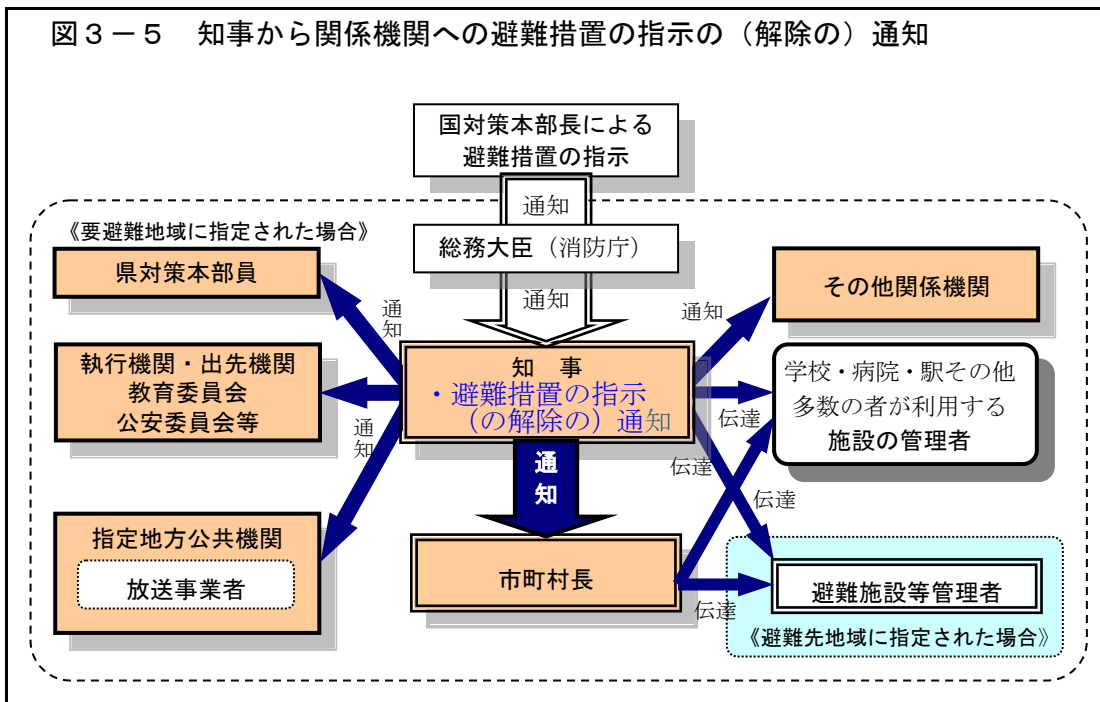 図３－５　知事から関係機関への避難措置の指示の（解除の）通知
国対策本部長による
避難措置の指示
通知
《要避難地域に指定された場合》
総務大臣（消防庁）
県対策本部員
通知
通知
通知
その他関係機関
執行機関・出先機関
教育委員会
公安委員会等
知　事
・避難措置の指示
（の解除の）通知
学校・病院・駅その他
多数の者が利用する
施設の管理者
通知
伝達
通知
伝達
伝達
指定地方公共機関
放送事業者
市町村長
伝達
避難施設等管理者
《避難先地域に指定された場合》